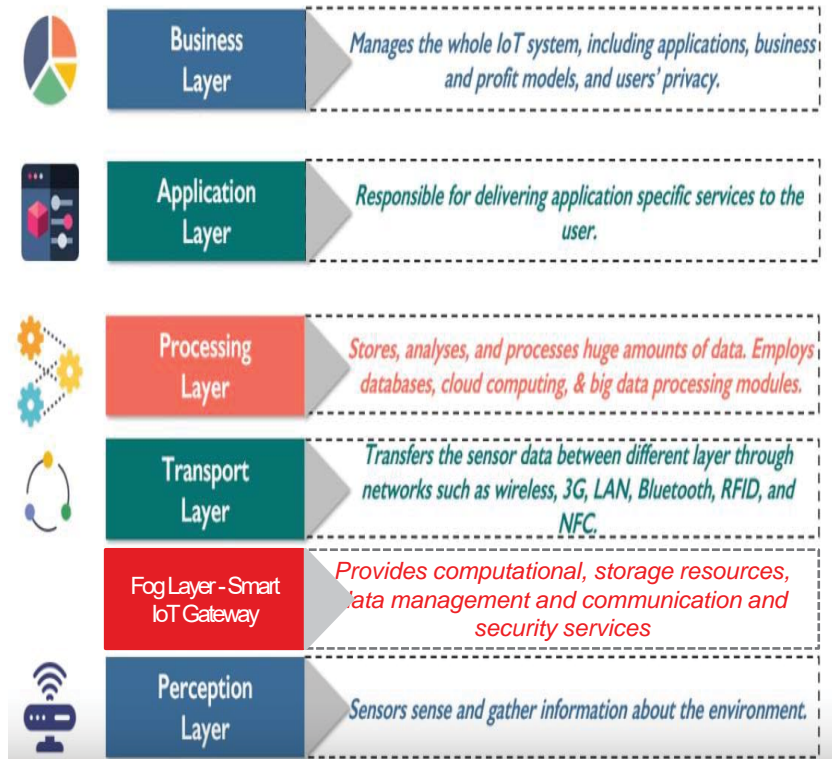 Business
Layer
Manages the whole IoT system, including applications, business
and profit models, and users' privacy.
Application
Layer
Responsible for delivering application specific services to the
user.
Processing
Layer
Stores, analyses, and processes huge amounts of data. Employs
databases, cloud computing, & big data processing modules.
Transport
Layer
Transfers the sensor data between different layer through
networks such as wireless, 3G, LAN, Bluetooth, RFID, and
NFC.
Fog Layer - Smart
IoT Gateway
Provides computational, storage resources,
data management and communication and
security services
Perception
Layer
Sensors sense and gather information about the environment.